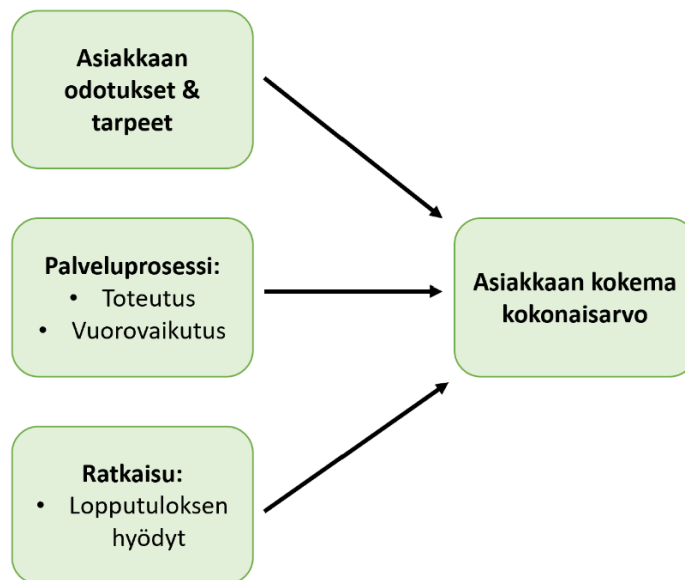 Asiakkaan
odotukset &
tarpeet
Palveluprosessi:
• Toteutus
• Vuorovaikutus
Asiakkaan kokema
kokonaisarvo
Ratkaisu:
• Lopputuloksen
hyödyt